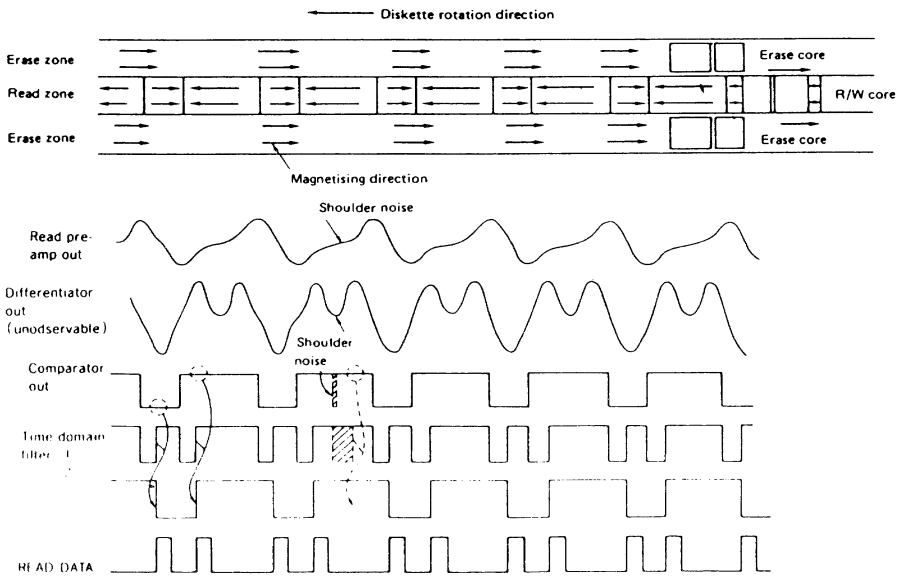 Diskette rotation direction
Erase zone
Erase core
Read zone
R/W core
Erase zone
Erase core
Magnetising direction
Shoulder noise
Read pre-
amp out
Differentiator
out
(unodservable)
Shoulder
noise
Comparator
out
Time domain
filter
READ DATA